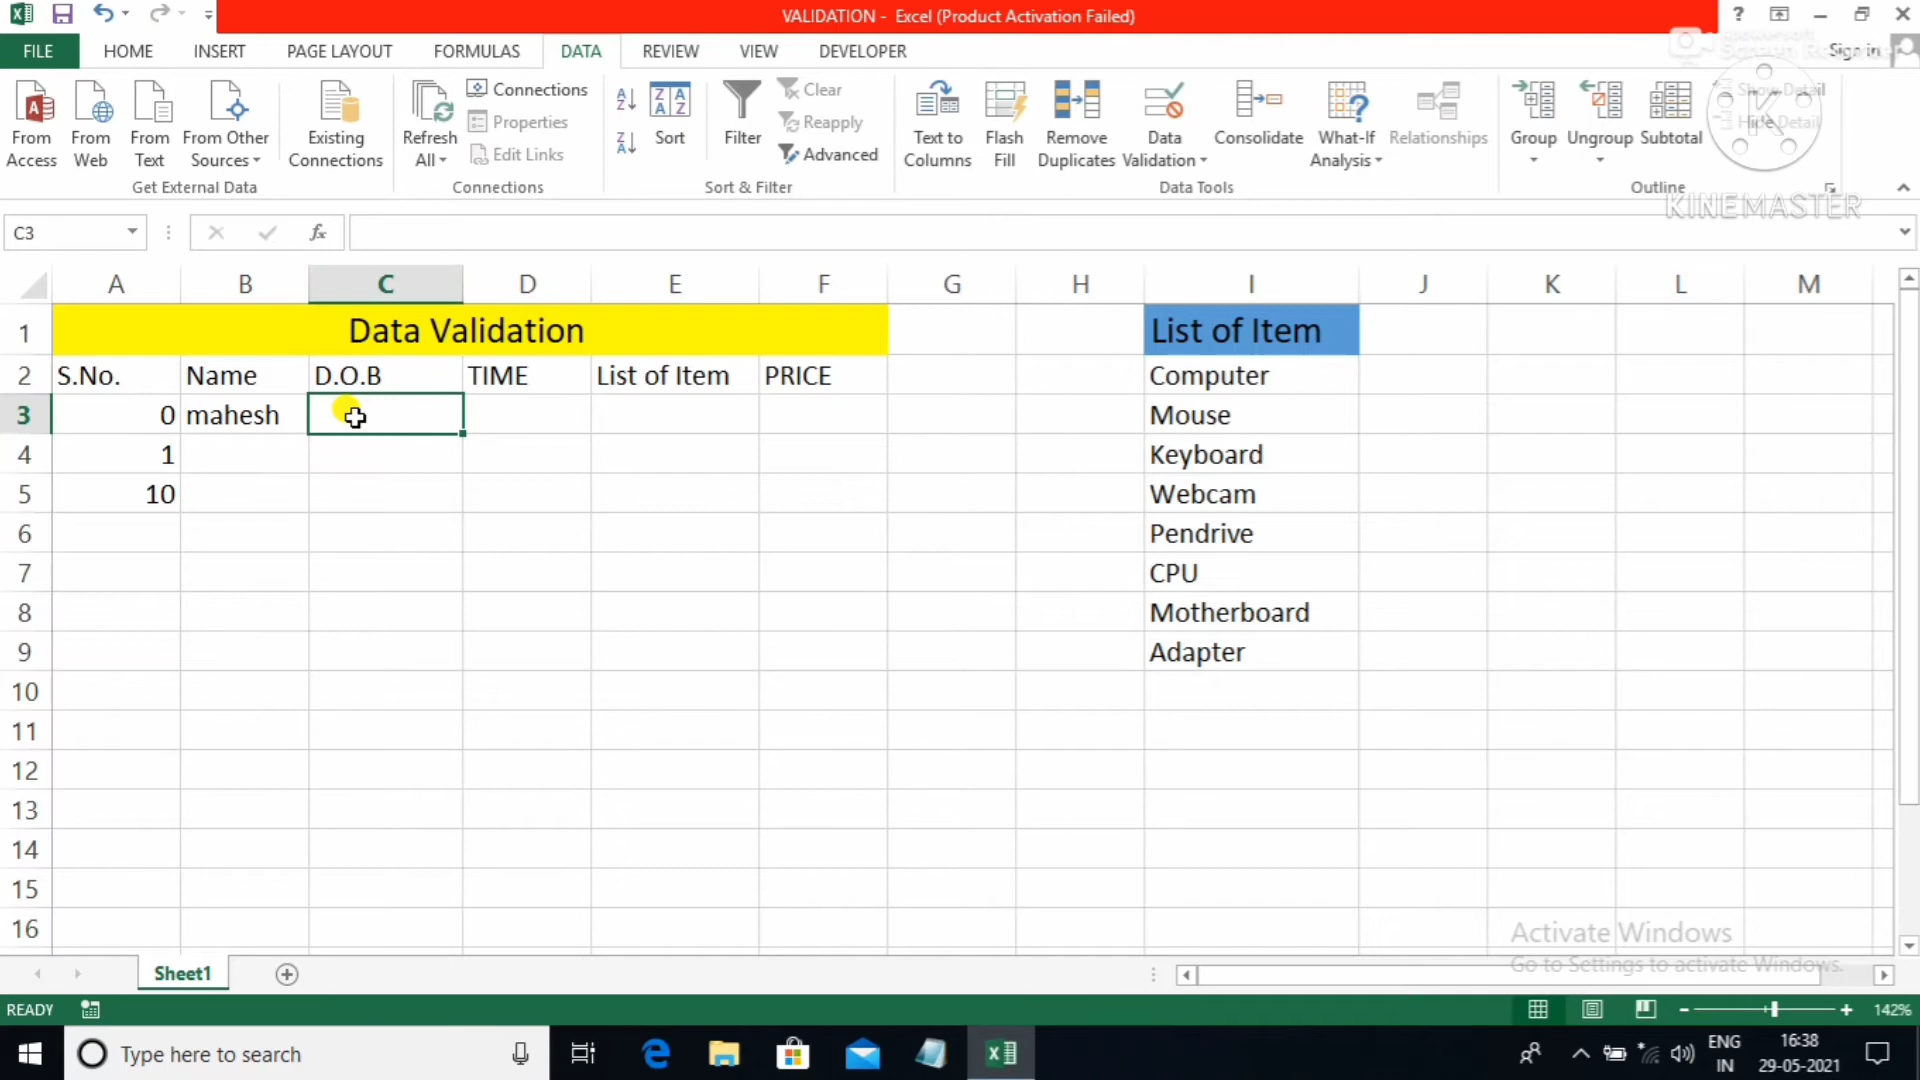 VALIDATION - Excel (Product Activation Failed)
FILE HOME INSERT PAGE LAYOUT FORMULAS DATA REVIEW VIEW DEVELOPER Sign in
From Access
From Web
From Text
From Other Sources
Existing Connections
Refresh All
Connections
Properties
Edit Links
Sort
Filter
Clear
Reapply
Advanced
Text to Columns
Flash Fill
Remove Duplicates
Data Validation
Consolidate
What-If Analysis
Relationships
Group
Ungroup
Subtotal
Show Detail
Hide Detail
Get External Data Connections Sort & Filter Data Tools Outline
KINEMASTER
C3 fx
A B C D E F G H I J K L M
1 Data Validation List of Item
2 S.No. Name D.O.B TIME List of Item PRICE Computer
3 0 mahesh Mouse
4 1 Keyboard
5 10 Webcam
6 Pendrive
7 CPU
8 Motherboard
9 Adapter
10
11
12
13
14
15
16
Activate Windows
Go to Settings to activate Windows.
Sheet1
READY 142%
Type here to search
ENG
IN
16:38
29-05-2021